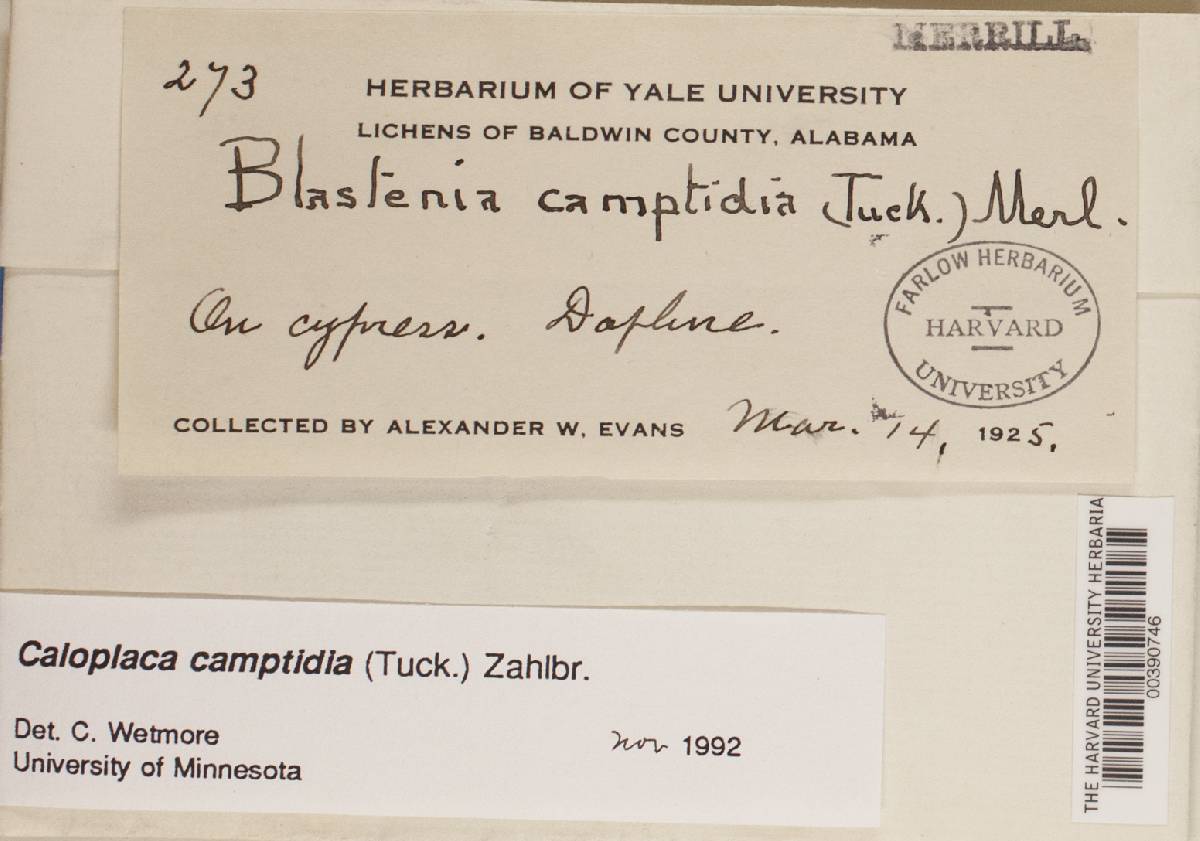 MERRILL.
273
HERBARIUM OF YALE UNIVERSITY
LICHENS OF BALDWIN COUNTY, ALABAMA
Blastenia camptidia (Tuck.) Merl.
On cypress. Daphne.
FARLOW HERBARIUM
HARVARD
UNIVERSITY
COLLECTED BY ALEXANDER W. EVANS Mar. 14, 1925.
THE HARVARD UNIVERSITY HERBARIA
00390746
Caloplaca camptidia (Tuck.) Zahlbr.
Det. C. Wetmore nov 1992
University of Minnesota